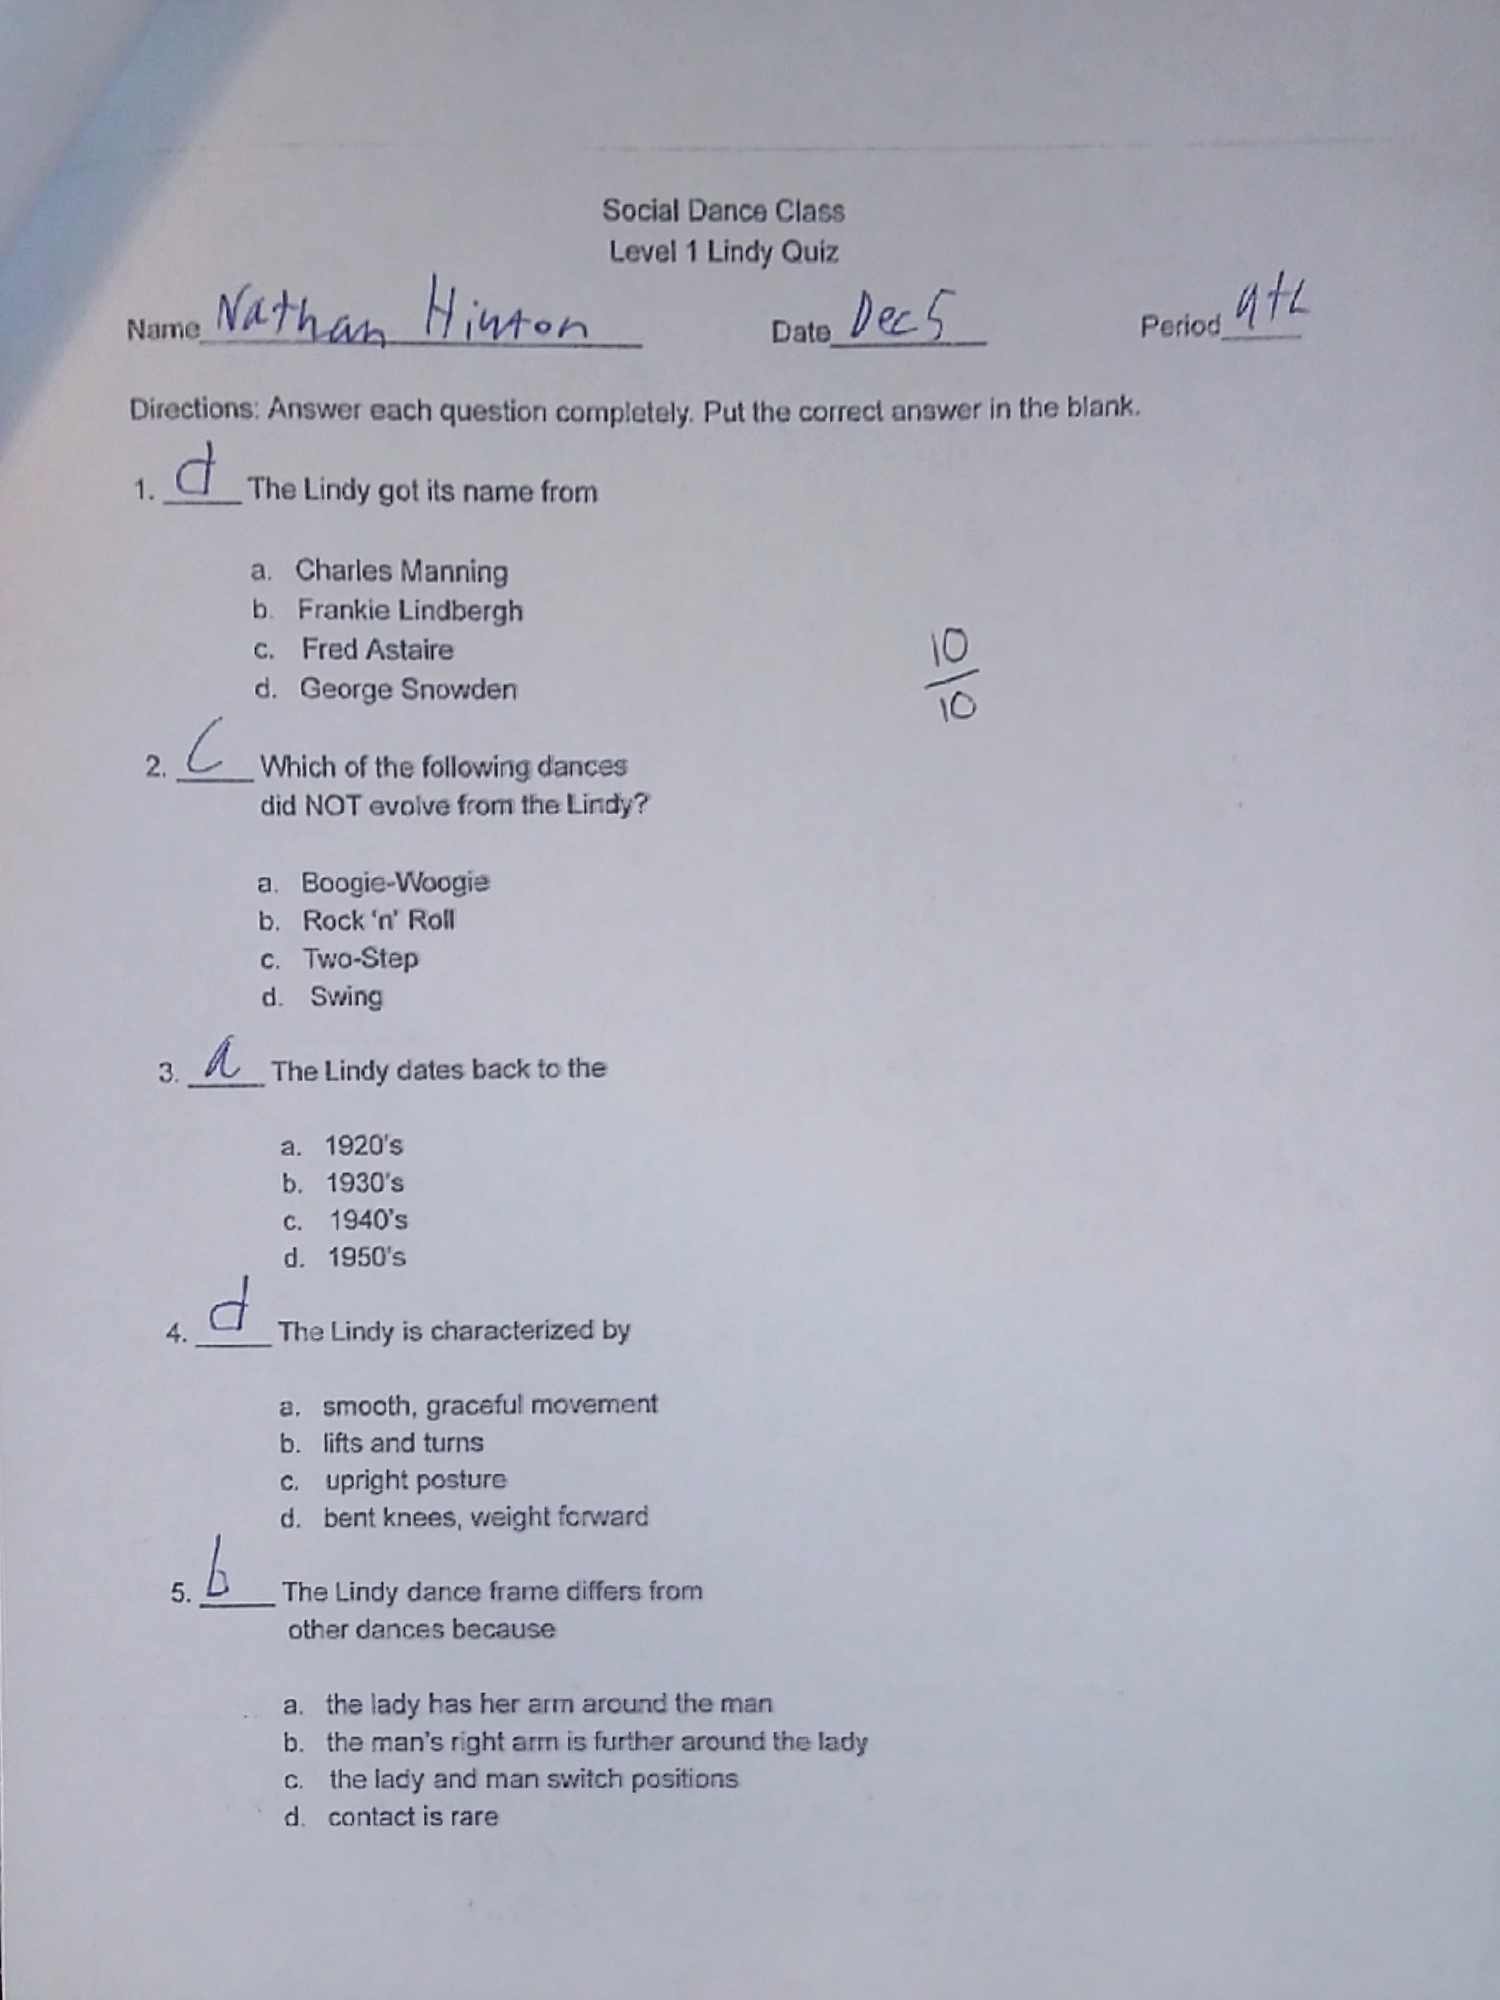 Social Dance Class
Level 1 Lindy Quiz
Name Nathan Hinton Date Dec 5 Period 9th
Directions: Answer each question completely. Put the correct answer in the blank.
1. d The Lindy got its name from
a. Charles Manning
b. Frankie Lindbergh
c. Fred Astaire
d. George Snowden
10
10
2. C Which of the following dances
did NOT evolve from the Lindy?
a. Boogie-Woogie
b. Rock 'n' Roll
c. Two-Step
d. Swing
3. a The Lindy dates back to the
a. 1920's
b. 1930's
c. 1940's
d. 1950's
4. d The Lindy is characterized by
a. smooth, graceful movement
b. lifts and turns
c. upright posture
d. bent knees, weight forward
5. b The Lindy dance frame differs from
other dances because
a. the lady has her arm around the man
b. the man's right arm is further around the lady
c. the lady and man switch positions
d. contact is rare